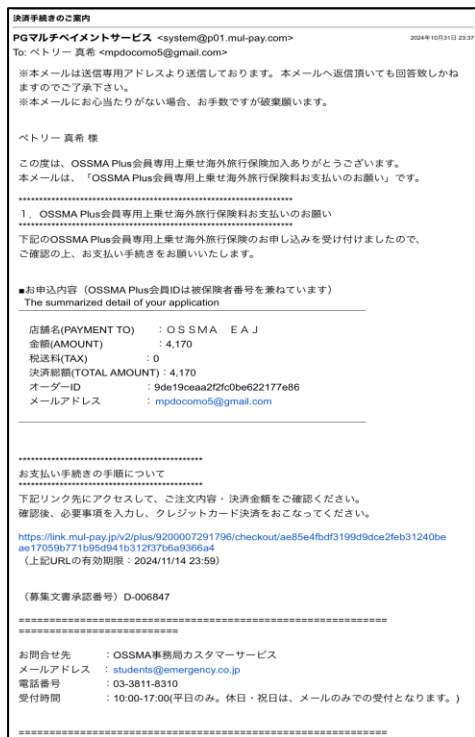 決済手続きのご案内
PGマルチペイメントサービス <system@p01.mul-pay.com> 2024年10月31日 23:37
To: ペトリー 真希 <mpdocomo5@gmail.com>
※本メールは送信専用アドレスより送信しております。本メールへ返信頂いても回答致しかね
ますのでご了承下さい。
※本メールにお心当たりがない場合、お手数ですが破棄願います。
ペトリー 真希 様
この度は、OSSMA Plus会員専用上乗せ海外旅行保険加入ありがとうございます。
本メールは、「OSSMA Plus会員専用上乗せ海外旅行保険料お支払いのお願い」です。
******************************************************************
１．OSSMA Plus会員専用上乗せ海外旅行保険料お支払いのお願い
******************************************************************
下記のOSSMA Plus会員専用上乗せ海外旅行保険のお申し込みを受け付けましたので、
ご確認の上、お支払い手続きをお願いいたします。
■お申込内容（OSSMA Plus会員IDは被保険者番号を兼ねています）
The summarized detail of your application
店舗名(PAYMENT TO) ：ＯＳＳＭＡ ＥＡＪ
金額(AMOUNT) ：4,170
税送料(TAX) ：0
決済総額(TOTAL AMOUNT)：4,170
オーダーID ：9de19ceaa2f2fc0be622177e86
メールアドレス ：mpdocomo5@gmail.com
********************************************
お支払い手続きの手順について
********************************************
下記リンク先にアクセスして、ご注文内容・決済金額をご確認ください。
確認後、必要事項を入力し、クレジットカード決済をおこなってください。
https://link.mul-pay.jp/v2/plus/9200007291796/checkout/ae85e4fbdf3199d9dce2feb31240be
ae17059b771b95d941b312f37b6a9366a4
（上記URLの有効期限：2024/11/14 23:59）
（募集文書承認番号）D-006847
============================================================
==========================
お問合せ先 ：OSSMA事務局カスタマーサービス
メールアドレス ：students@emergency.co.jp
電話番号 ：03-3811-8310
受付時間 ：10:00-17:00(平日のみ。休日・祝日は、メールのみでの受付となります。)
============================================================